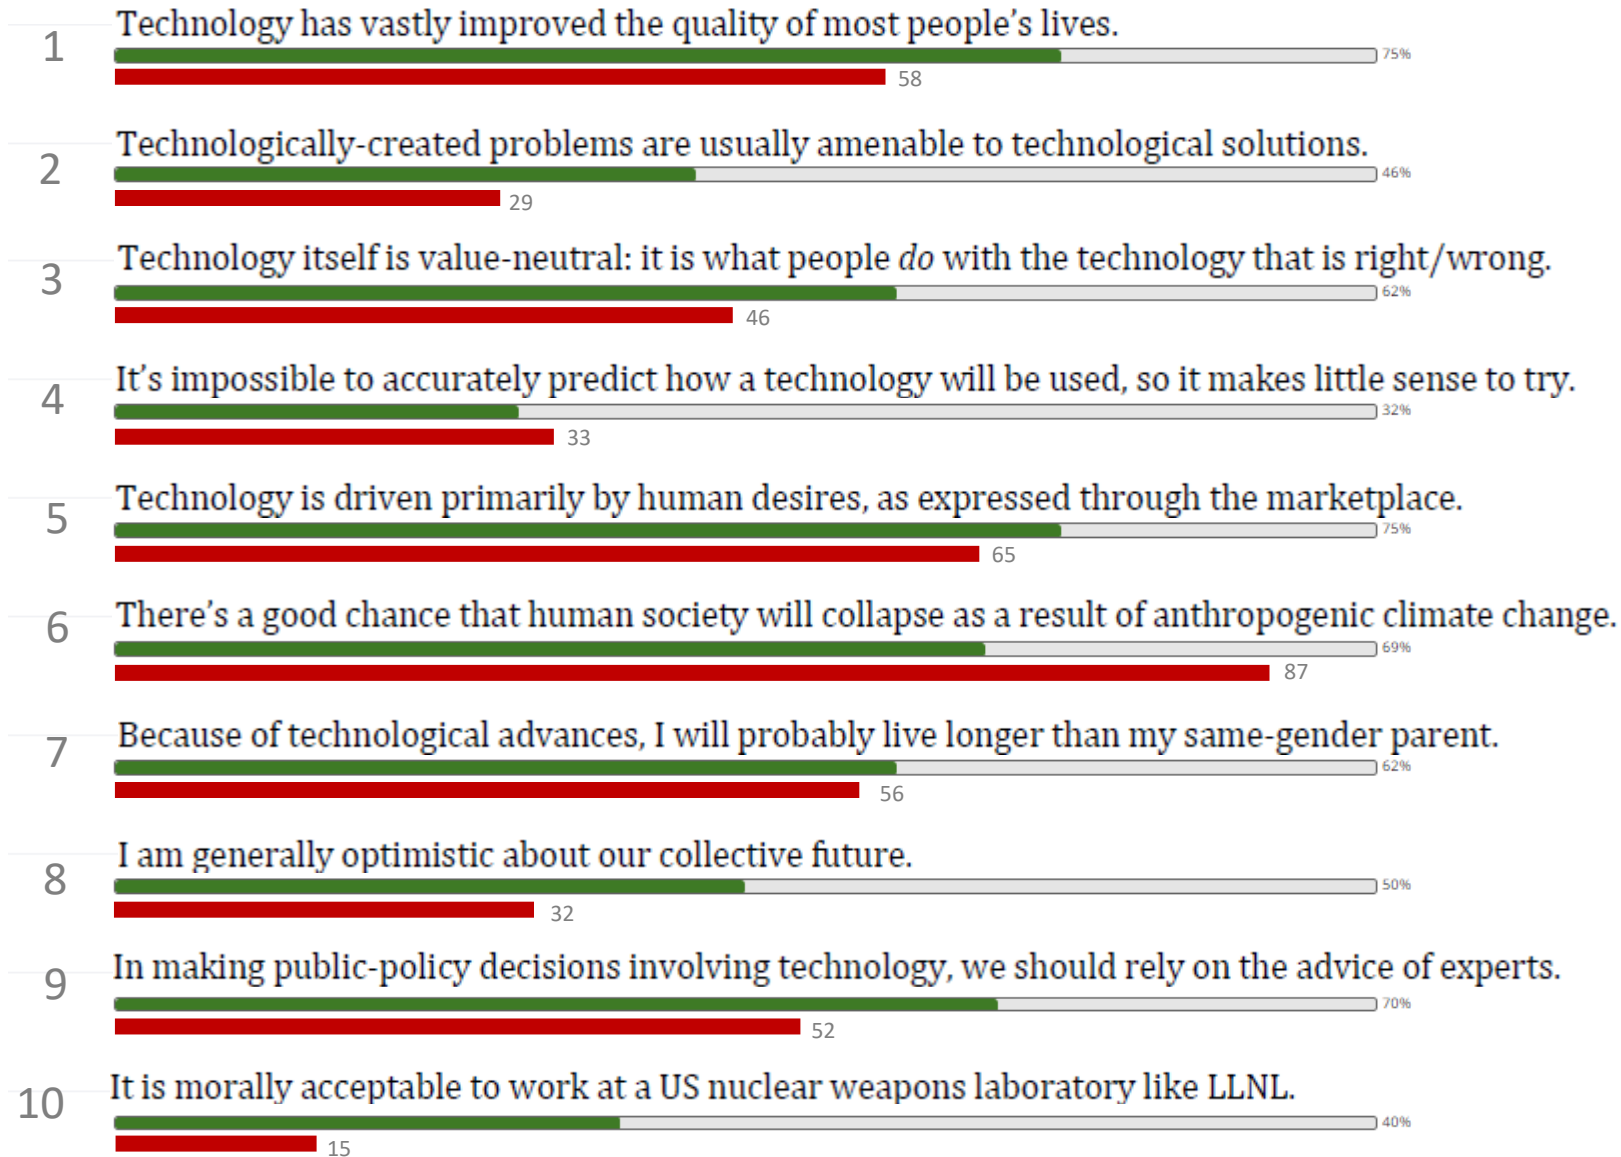 1 Technology has vastly improved the quality of most people’s lives.
75%
58
2 Technologically-created problems are usually amenable to technological solutions.
46%
29
3 Technology itself is value-neutral: it is what people do with the technology that is right/wrong.
62%
46
4 It’s impossible to accurately predict how a technology will be used, so it makes little sense to try.
32%
33
5 Technology is driven primarily by human desires, as expressed through the marketplace.
75%
65
6 There’s a good chance that human society will collapse as a result of anthropogenic climate change.
69%
87
7 Because of technological advances, I will probably live longer than my same-gender parent.
62%
56
8 I am generally optimistic about our collective future.
50%
32
9 In making public-policy decisions involving technology, we should rely on the advice of experts.
70%
52
10 It is morally acceptable to work at a US nuclear weapons laboratory like LLNL.
40%
15